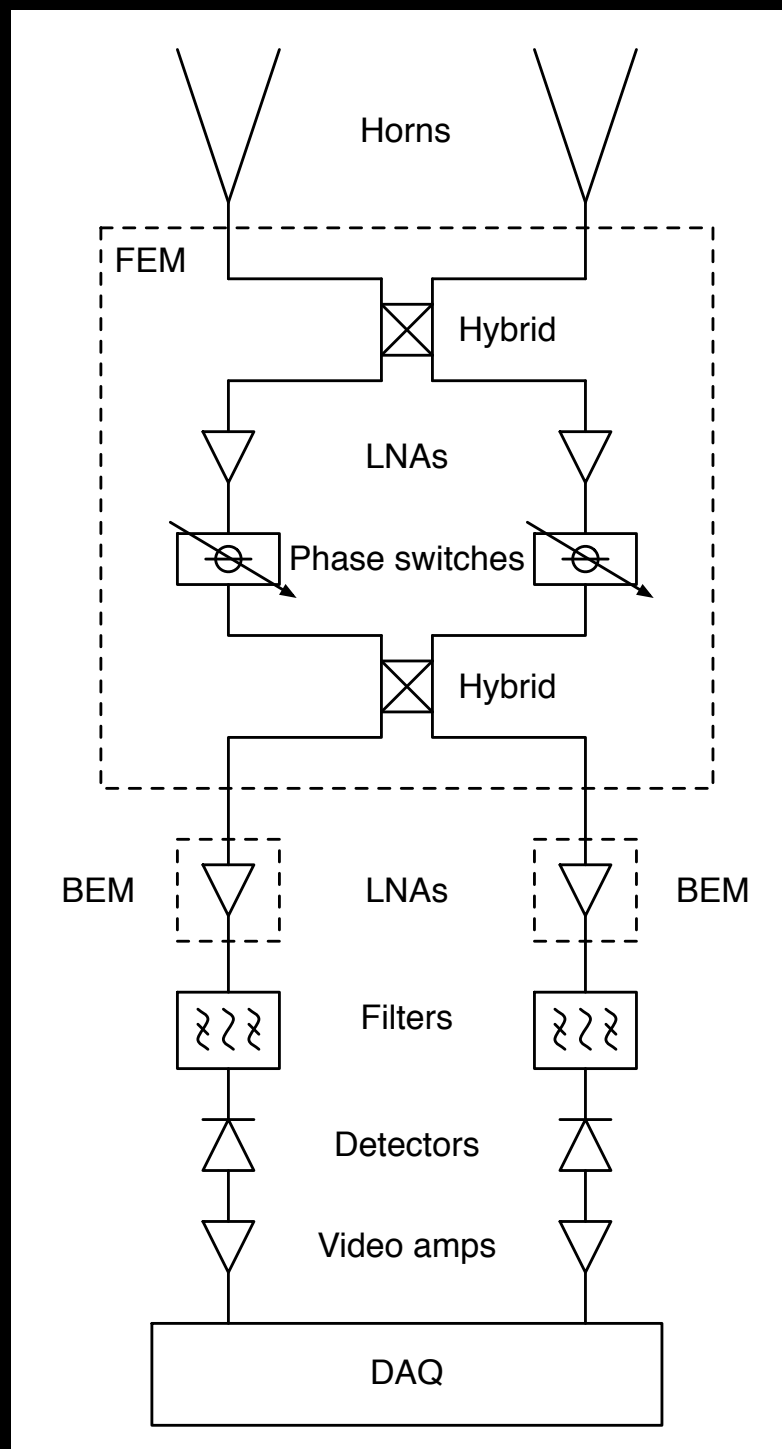 Horns
FEM
Hybrid
LNAs
Phase switches
Hybrid
BEM LNAs BEM
Filters
Detectors
Video amps
DAQ